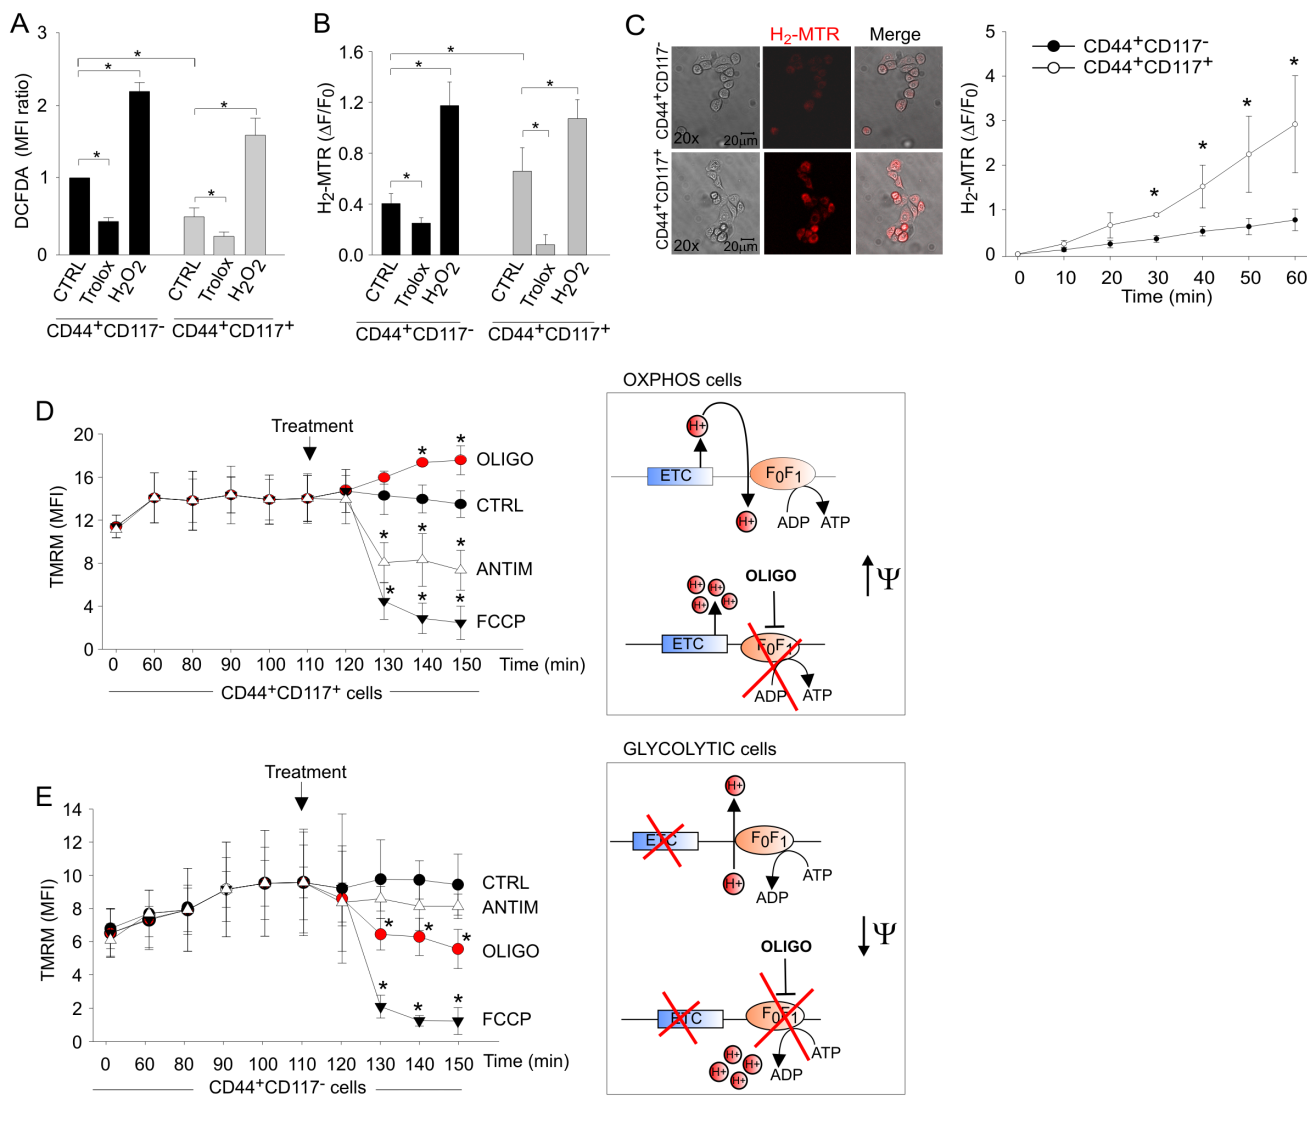 A
3
2
1
0
DCFDA (MFI ratio)
*
*
*
*
*
CTRL
Trolox
H2O2
CTRL
Trolox
H2O2
CD44+CD117-
CD44+CD117+
B
1.6
1.2
0.8
0.4
0.0
H2-MTR (ΔF/F0)
*
*
*
*
*
CTRL
Trolox
H2O2
CTRL
Trolox
H2O2
CD44+CD117-
CD44+CD117+
C
H2-MTR
Merge
CD44+CD117-
20x
20µm
20µm
CD44+CD117+
20x
20µm
20µm
5
4
3
2
1
0
H2-MTR (ΔF/F0)
CD44+CD117-
CD44+CD117+
*
*
*
*
0 10 20 30 40 50 60
Time (min)
D
Treatment
20
16
12
8
4
0
TMRM (MFI)
* *
OLIGO
CTRL
* * *
ANTIM
* * *
FCCP
0 60 80 90 100 110 120 130 140 150 Time (min)
CD44+CD117+ cells
OXPHOS cells
H+
ETC
F0F1
H+
ADP
ATP
OLIGO
H+ H+ H+ H+
ETC
F0F1
ADP
ATP
Ψ
E
Treatment
14
12
10
8
6
4
2
0
TMRM (MFI)
CTRL
ANTIM
* * *
OLIGO
* * *
FCCP
0 60 80 90 100 110 120 130 140 150 Time (min)
CD44+CD117- cells
GLYCOLYTIC cells
H+
ETC
F0F1
H+
ATP
ADP
OLIGO
Ψ
ETC
F0F1
H+ H+ H+ H+
ATP
ADP